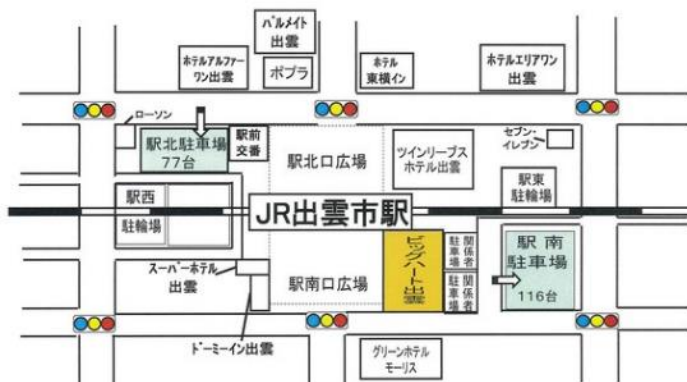 パルメイト
出雲
ホテルアルファー
ワン出雲
ポプラ
ホテル
東横イン
ホテルエリアワン
出雲
ローソン
駅北駐車場
77台
駅前
交番
駅北口広場
ツインリーブス
ホテル出雲
セブン-
イレブン
駅東
駐輪場
駅西
駐輪場
JR出雲市駅
スーパーホテル
出雲
駅南口広場
ビッグハート出雲
関係者
駐車場
関係者
駐車場
駅南
駐車場
116台
ドーミーイン出雲
グリーンホテル
モーリス